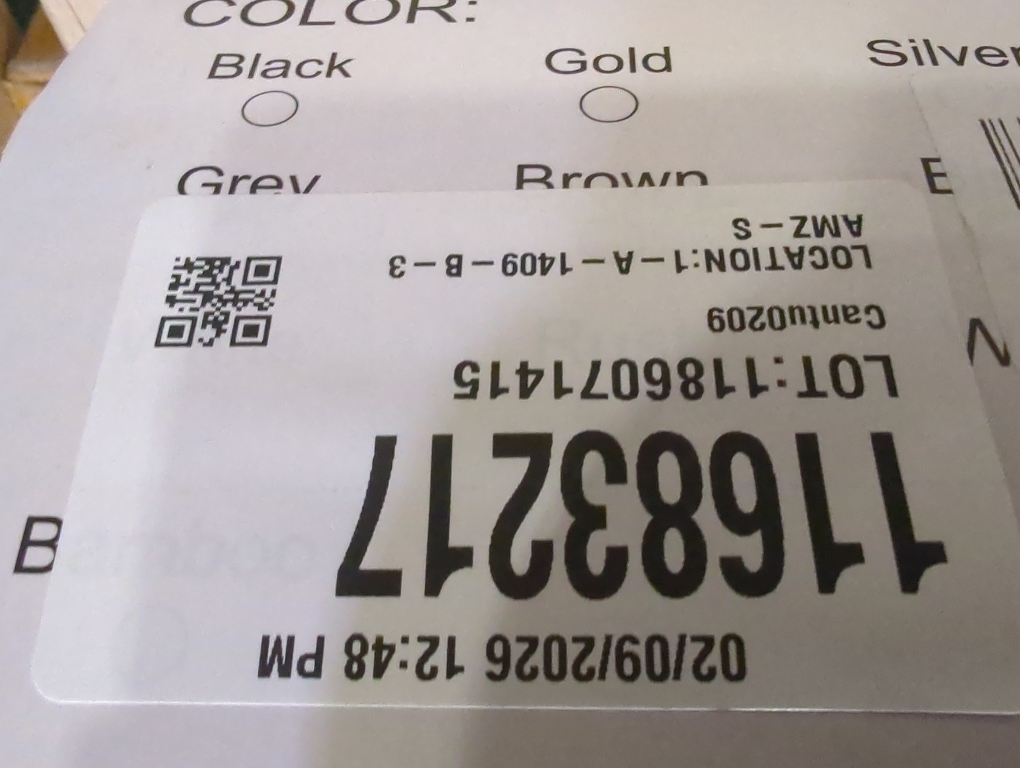 COLOR:
Black Gold Silver
Grey Brown B
02/09/2026 12:48 PM
1168217
LOT:1186071415
Cantu0209
LOCATION:1-A-1409-B-3
AMZ-S
N
Bamboo